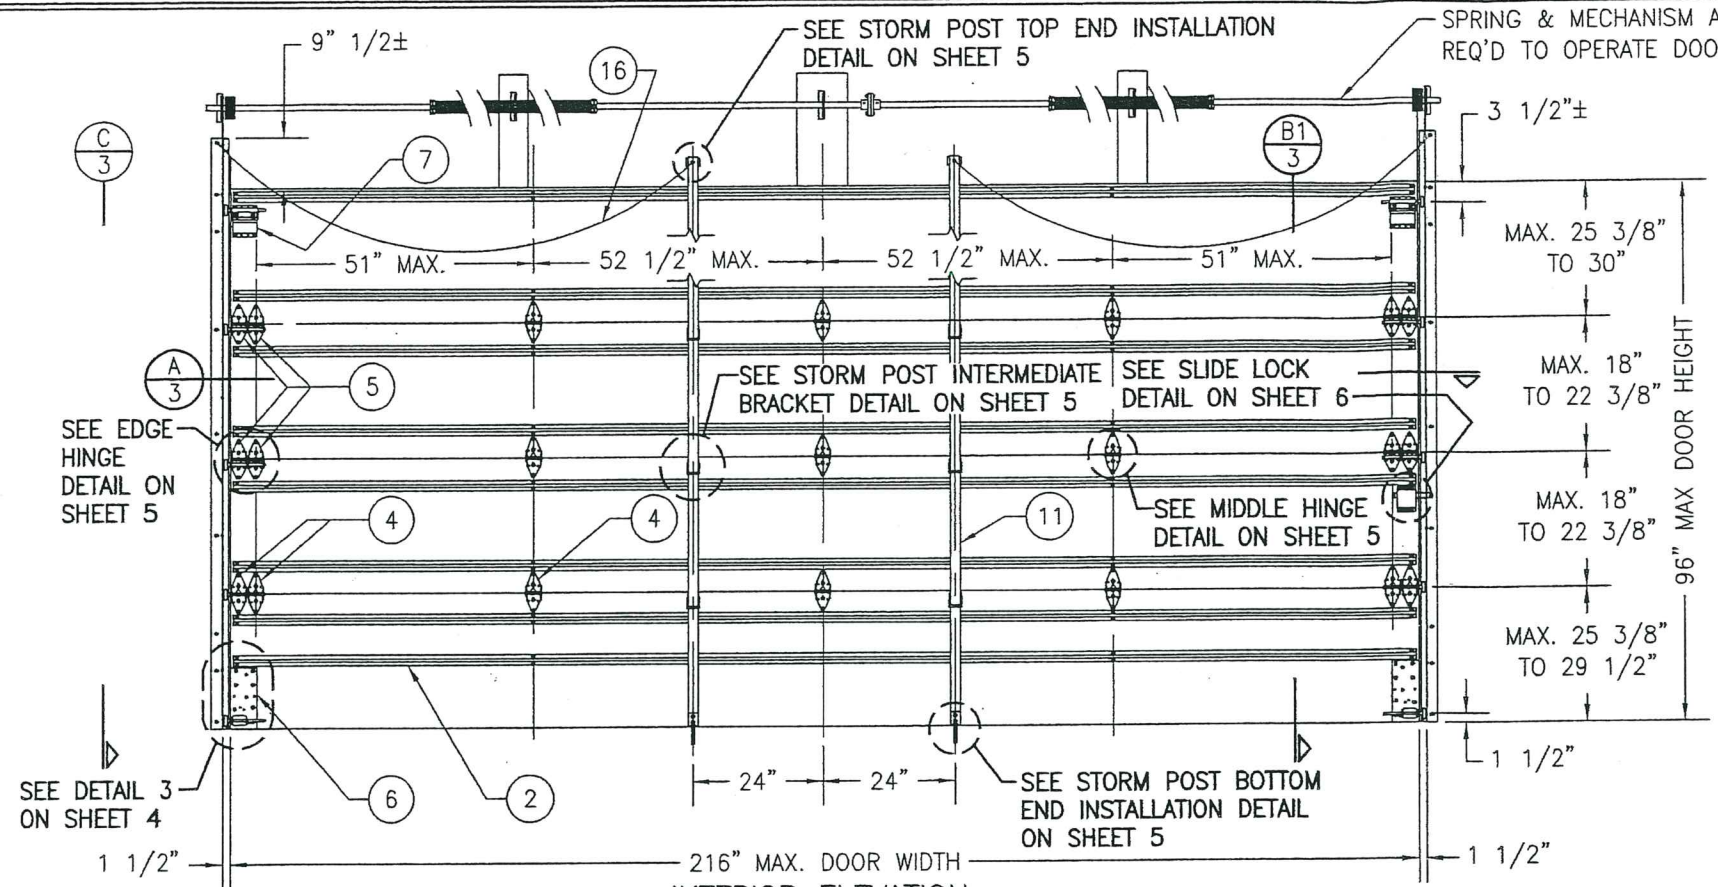 SEE STORM POST TOP END INSTALLATION
DETAIL ON SHEET 5
SPRING & MECHANISM
REQ'D TO OPERATE
9" 1/2±
16
3 1/2"±
C
3
7
B1
3
51" MAX.
52 1/2" MAX.
52 1/2" MAX.
51" MAX.
MAX. 25 3/8"
TO 30"
A
3
5
SEE STORM POST INTERMEDIATE
BRACKET DETAIL ON SHEET 5
SEE SLIDE LOCK
DETAIL ON SHEET 6
MAX. 18"
TO 22 3/8"
96" MAX DOOR HEIGHT
SEE EDGE
HINGE
DETAIL ON
SHEET 5
4
4
11
SEE MIDDLE HINGE
DETAIL ON SHEET 5
MAX. 18"
TO 22 3/8"
MAX. 25 3/8"
TO 29 1/2"
SEE DETAIL 3
ON SHEET 4
6
2
24"
24"
SEE STORM POST BOTTOM
END INSTALLATION DETAIL
ON SHEET 5
1 1/2"
1 1/2"
216" MAX. DOOR WIDTH
1 1/2"